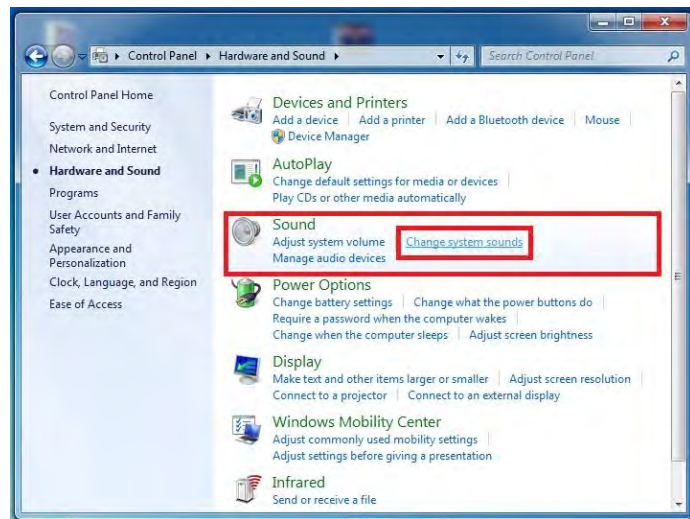 Control Panel Hardware and Sound
Search Control Panel
Control Panel Home
System and Security
Network and Internet
Hardware and Sound
Programs
User Accounts and Family
Safety
Appearance and
Personalization
Clock, Language, and Region
Ease of Access
Devices and Printers
Add a device Add a printer Add a Bluetooth device Mouse
Device Manager
AutoPlay
Change default settings for media or devices
Play CDs or other media automatically
Sound
Adjust system volume Change system sounds
Manage audio devices
Power Options
Change battery settings Change what the power buttons do
Require a password when the computer wakes
Change when the computer sleeps Adjust screen brightness
Display
Make text and other items larger or smaller Adjust screen resolution
Connect to a projector Connect to an external display
Windows Mobility Center
Adjust commonly used mobility settings
Adjust settings before giving a presentation
Infrared
Send or receive a file